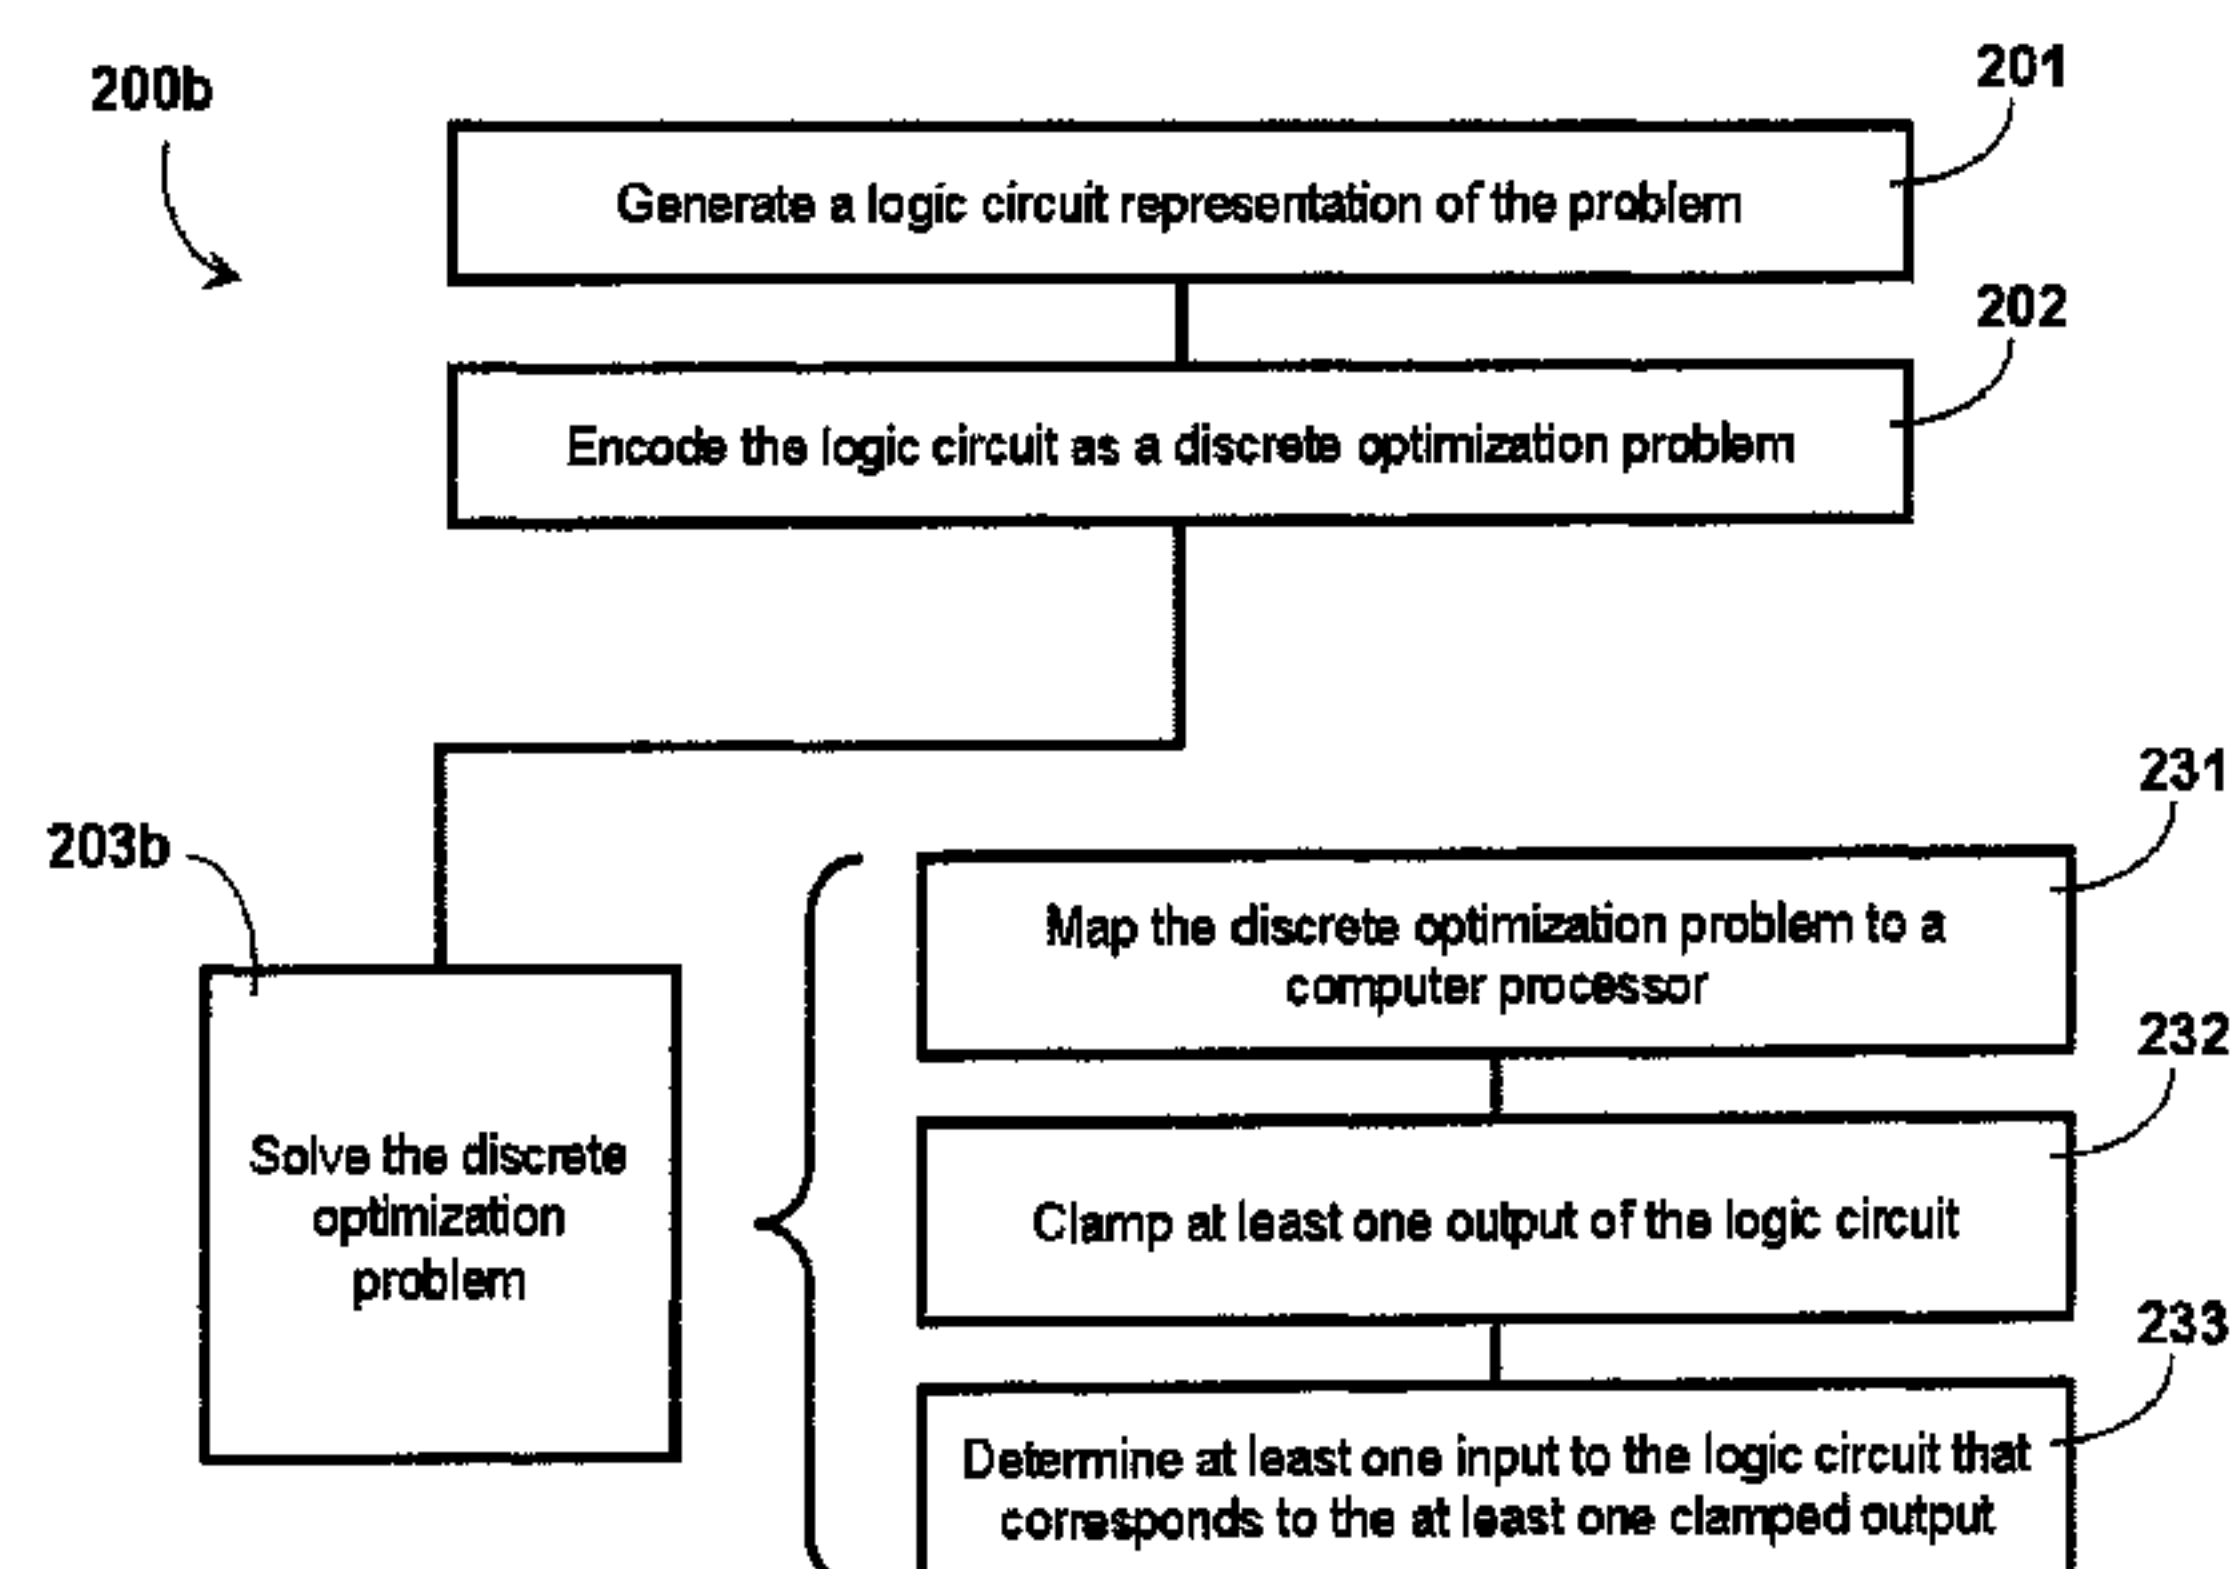 200b
201
Generate a logic circuit representation of the problem
202
Encode the logic circuit as a discrete optimization problem
231
203b
Map the discrete optimization problem to a
computer processor
232
Solve the discrete
optimization
problem
Clamp at least one output of the logic circuit
233
Determine at least one input to the logic circuit that
corresponds to the at least one clamped output